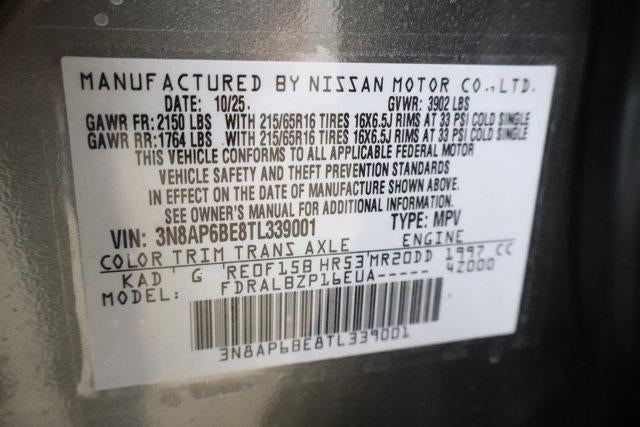 MANUFACTURED BY NISSAN MOTOR CO.,LTD.
DATE: 10/25. GVWR: 3902 LBS
GAWR FR: 2150 LBS WITH 215/65R16 TIRES 16X6.5J RIMS AT 33 PSI COLD SINGLE
GAWR RR: 1764 LBS WITH 215/65R16 TIRES 16X6.5J RIMS AT 33 PSI COLD SINGLE
THIS VEHICLE CONFORMS TO ALL APPLICABLE FEDERAL MOTOR
VEHICLE SAFETY AND THEFT PREVENTION STANDARDS
IN EFFECT ON THE DATE OF MANUFACTURE SHOWN ABOVE.
SEE OWNER'S MANUAL FOR ADDITIONAL INFORMATION.
VIN: 3N8AP6BE8TL339001 TYPE: MPV
COLOR TRIM TRANS AXLE ENGINE
KAD G RE0F15B HR53 MR20DD 1997 CC
MODEL: FDRALBZP16EUA----- 4Z000
3N8AP6BE8TL339001